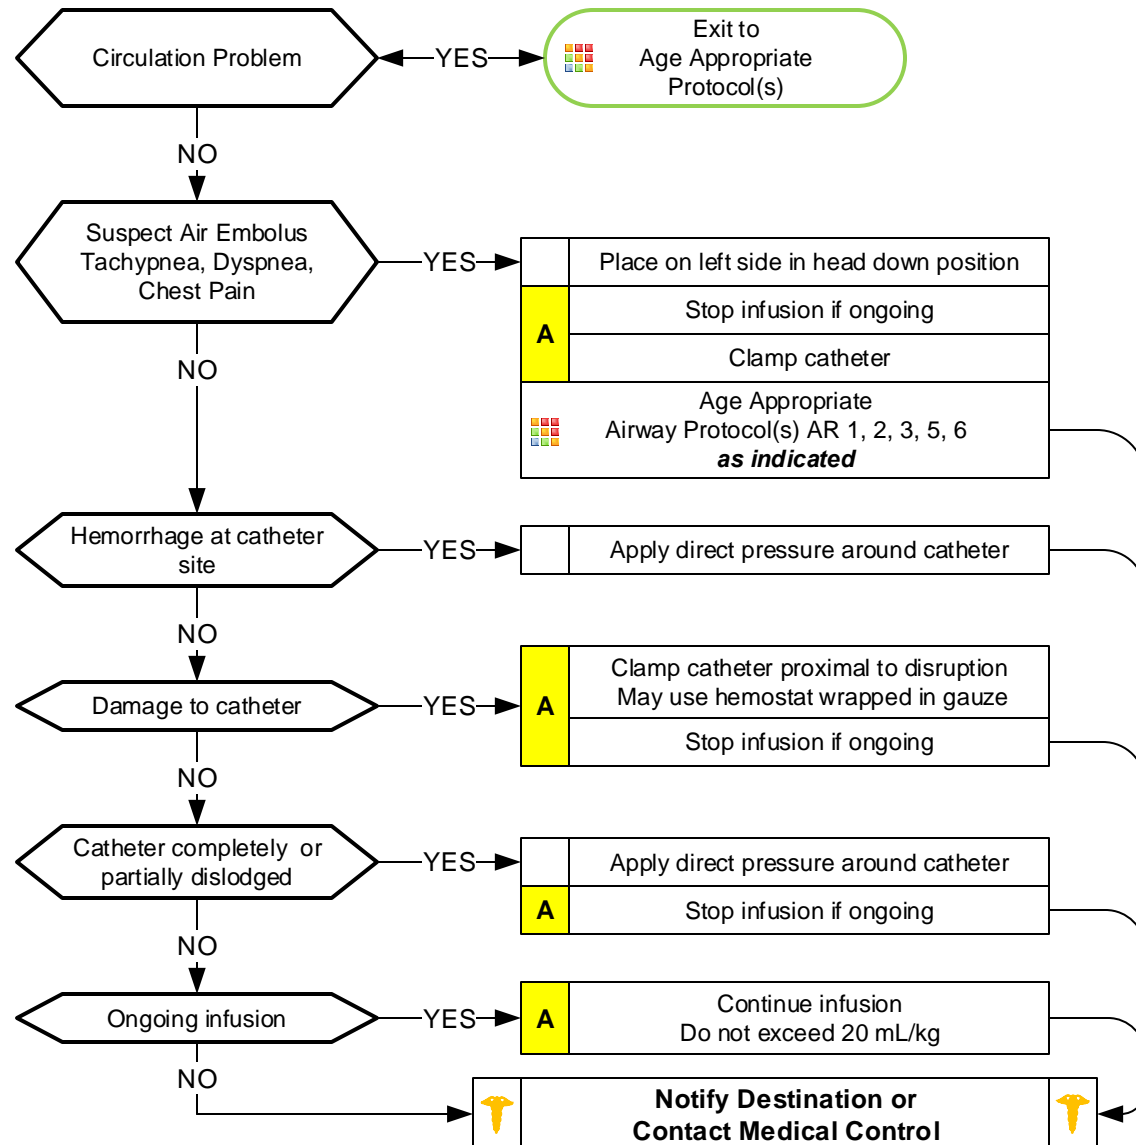 Circulation Problem
YES
Exit to
Age Appropriate
Protocol(s)
NO
Suspect Air Embolus
Tachypnea, Dyspnea,
Chest Pain
YES
Place on left side in head down position
A
Stop infusion if ongoing
Clamp catheter
Age Appropriate
Airway Protocol(s) AR 1, 2, 3, 5, 6
as indicated
NO
Hemorrhage at catheter
site
YES
Apply direct pressure around catheter
NO
Damage to catheter
YES
A
Clamp catheter proximal to disruption
May use hemostat wrapped in gauze
Stop infusion if ongoing
NO
Catheter completely or
partially dislodged
YES
Apply direct pressure around catheter
A
Stop infusion if ongoing
NO
Ongoing infusion
YES
A
Continue infusion
Do not exceed 20 mL/kg
NO
Notify Destination or
Contact Medical Control